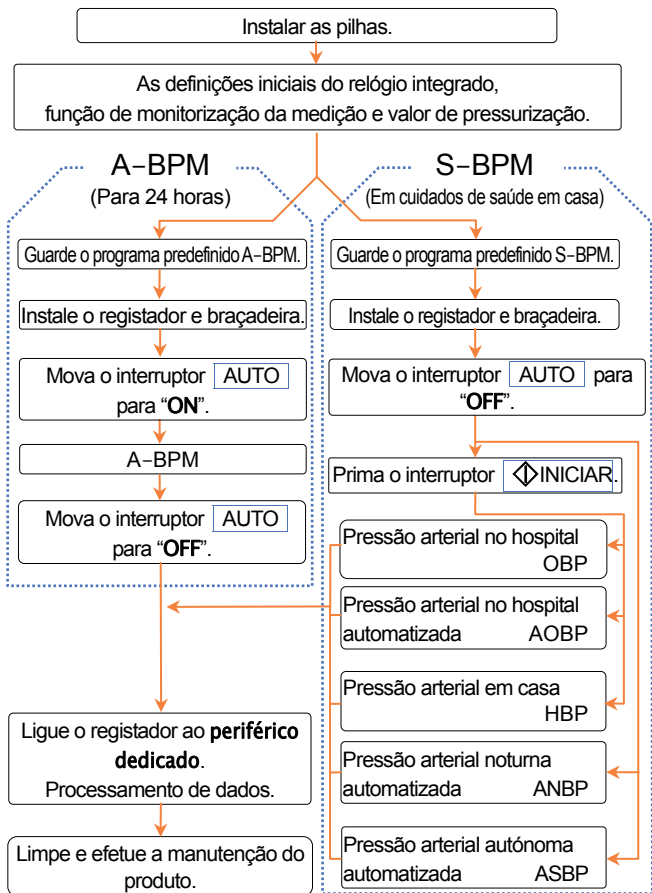 Instalar as pilhas.
As definições iniciais do relógio integrado,
função de monitorização da medição e valor de pressurização.
A-BPM
(Para 24 horas)
Guarde o programa predefinido A-BPM.
Instale o registador e braçadeira.
Mova o interruptor AUTO
para “ON”.
A-BPM
Mova o interruptor AUTO
para “OFF”.
S-BPM
(Em cuidados de saúde em casa)
Guarde o programa predefinido S-BPM.
Instale o registador e braçadeira.
Mova o interruptor AUTO para
“OFF”.
Prima o interruptor INICIAR.
Pressão arterial no hospital
OBP
Pressão arterial no hospital
automatizada AOBP
Pressão arterial em casa
HBP
Pressão arterial noturna
automatizada ANBP
Pressão arterial autónoma
automatizada ASBP
Ligue o registador ao periférico
dedicado.
Processamento de dados.
Limpe e efetue a manutenção do
produto.